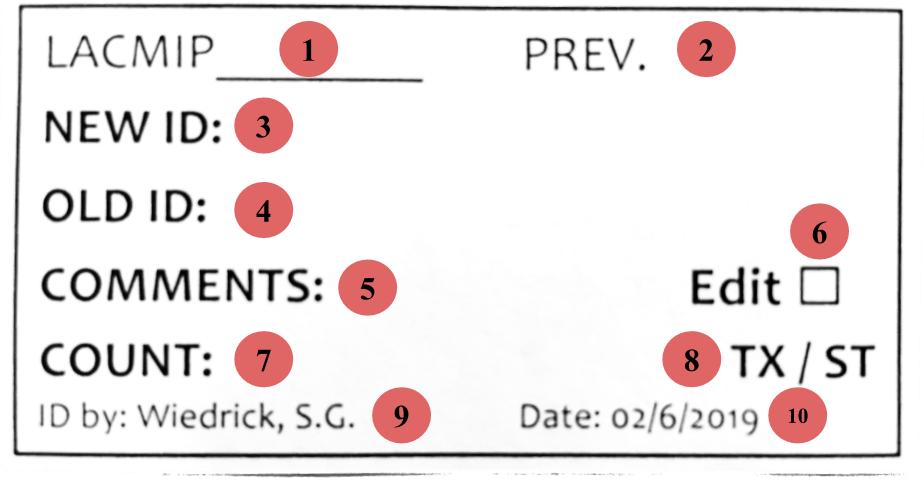 LACMIP 1 PREV. 2
NEW ID: 3
OLD ID: 4
6
COMMENTS: 5 Edit
COUNT: 7 8 TX / ST
ID by: Wiedrick, S.G. 9 Date: 02/6/2019 10